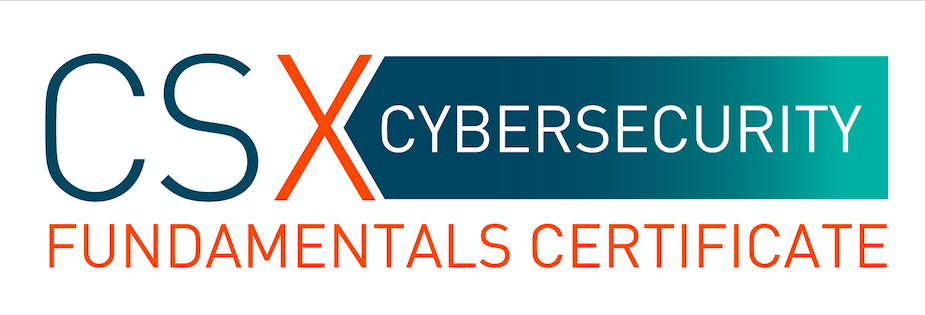 CSX CYBERSECURITY
FUNDAMENTALS CERTIFICATE